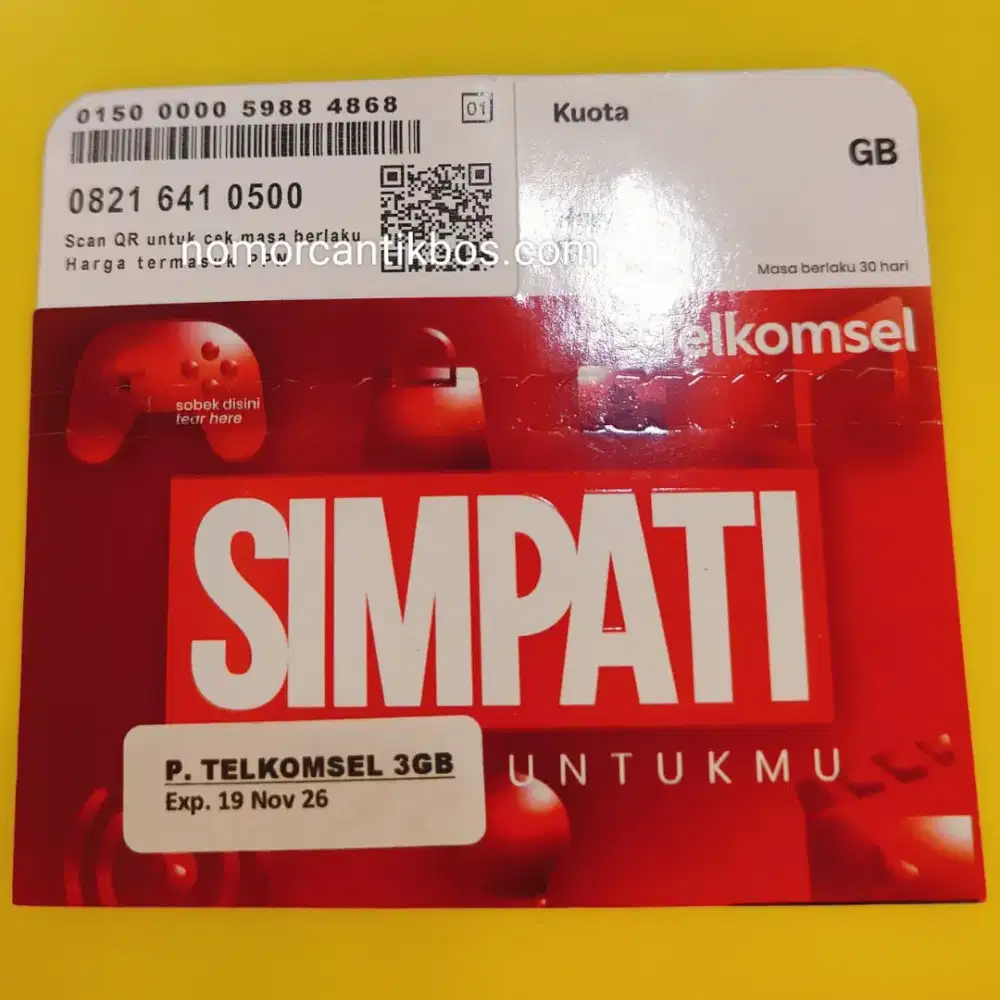 0150 0000 5988 4868
01
0821 641 0500
Scan QR untuk cek masa berlaku
Harga termasuk PPN
nomorcantikbos.com
Kuota
GB
Masa berlaku 30 hari
Telkomsel
sobek disini
tear here
SIMPATI
UNTUKMU
P. TELKOMSEL 3GB
Exp. 19 Nov 26